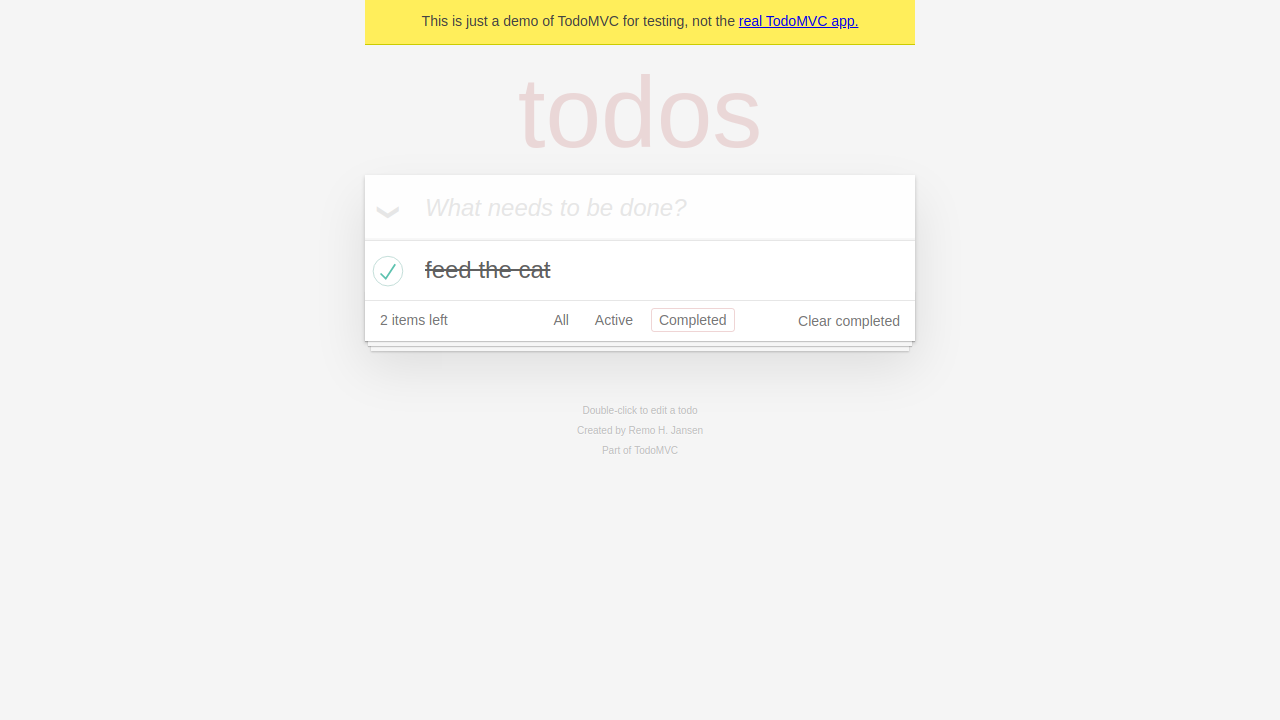 This is just a demo of TodoMVC for testing, not the real TodoMVC app.
todos
What needs to be done?
feed the cat
2 items left All Active Completed Clear completed
Double-click to edit a todo
Created by Remo H. Jansen
Part of TodoMVC